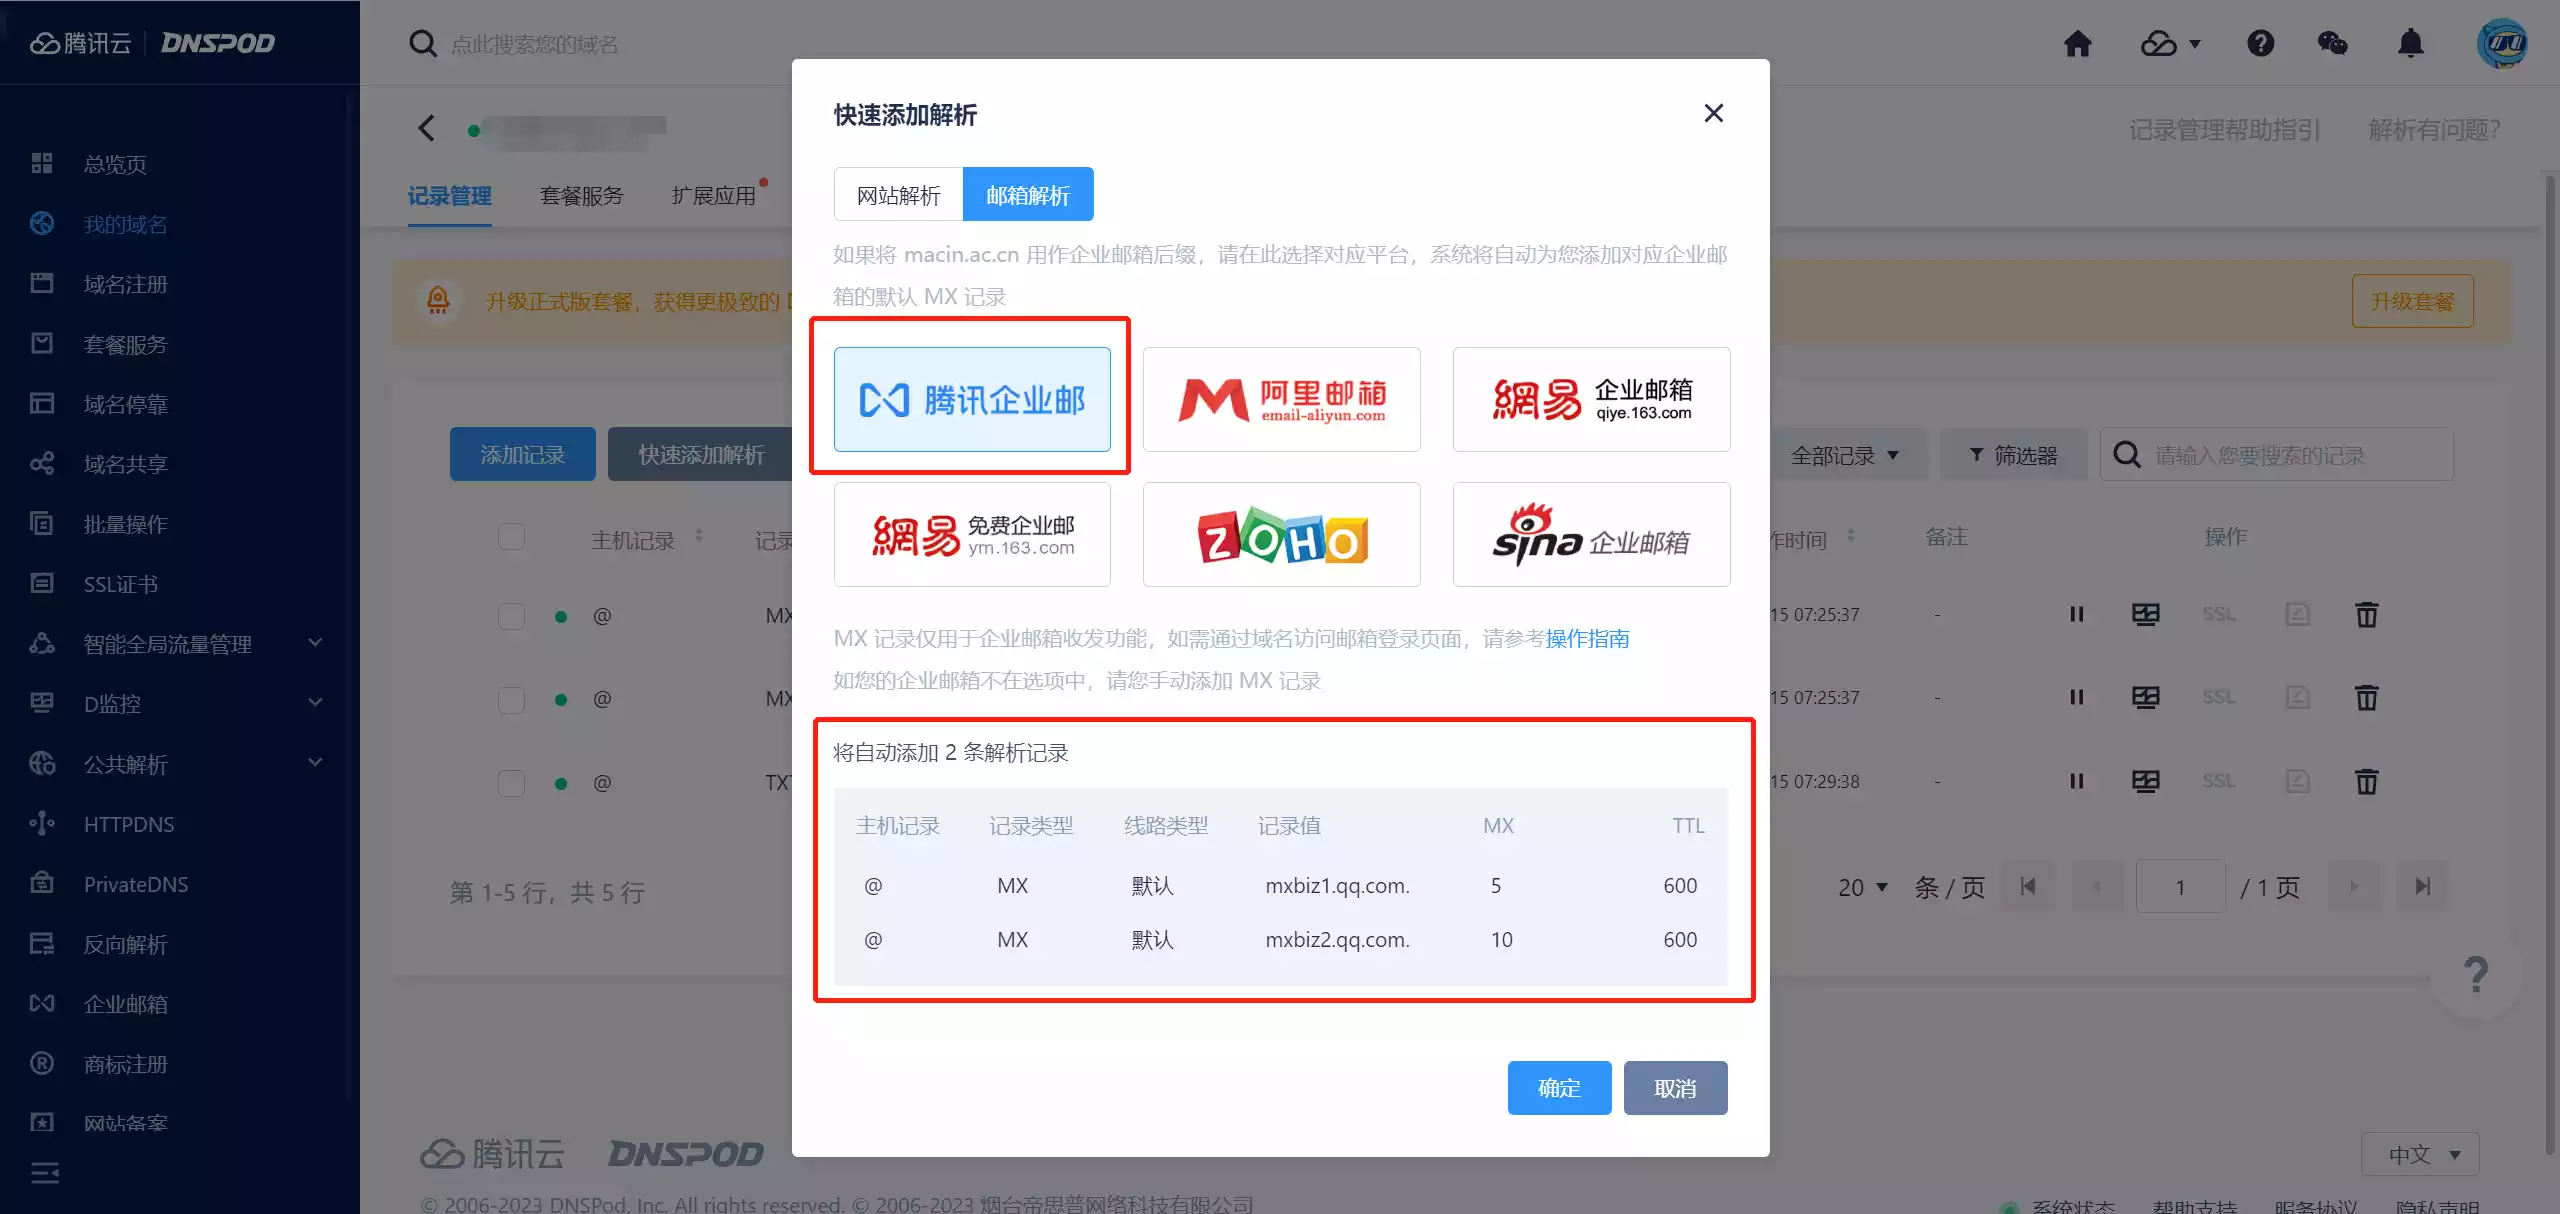 腾讯云 | DNSPOD
点此搜索您的域名
总览页
我的域名
域名注册
套餐服务
域名停靠
域名共享
批量操作
SSL证书
智能全局流量管理
D监控
公共解析
HTTPDNS
PrivateDNS
反向解析
企业邮箱
商标注册
网站备案
记录管理帮助指引
解析有问题?
记录管理
套餐服务
扩展应用
升级正式版套餐，获得更极致的
升级套餐
添加记录
快速添加解析
全部记录
筛选器
请输入您要搜索的记录
主机记录
记录
作时间
备注
操作
@ MX 15 07:25:37 - SSL
@ MX 15 07:25:37 - SSL
@ TXT 15 07:29:38 - SSL
第 1-5 行，共 5 行
20 条 / 页 1 / 1 页
快速添加解析
网站解析
邮箱解析
如果将 macin.ac.cn 用作企业邮箱后缀，请在此选择对应平台，系统将自动为您添加对应企业邮
箱的默认 MX 记录
腾讯企业邮
阿里邮箱
email-aliyun.com
網易 企业邮箱
qiye.163.com
網易 免费企业邮
ym.163.com
ZOHO
sina 企业邮箱
MX 记录仅用于企业邮箱收发功能，如需通过域名访问邮箱登录页面，请参考操作指南
如您的企业邮箱不在选项中，请您手动添加 MX 记录
将自动添加 2 条解析记录
主机记录 记录类型 线路类型 记录值 MX TTL
@ MX 默认 mxbiz1.qq.com. 5 600
@ MX 默认 mxbiz2.qq.com. 10 600
确定
取消
?
腾讯云 DNSPOD
中文
© 2006-2023 DNSPod, Inc. All rights reserved. © 2006-2023 烟台帝思普网络科技有限公司
系统状态
帮助支持
服务协议
隐私声明